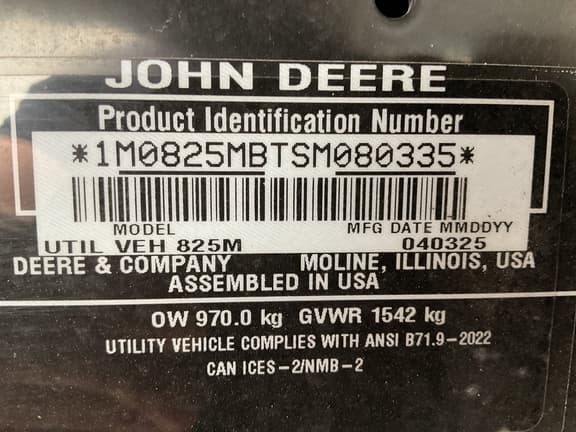 JOHN DEERE
Product Identification Number
*1M0825MBTSM080335*
MODEL MFG DATE MMDDYY
UTIL VEH 825M 040325
DEERE & COMPANY MOLINE, ILLINOIS, USA
ASSEMBLED IN USA
OW 970.0 kg GVWR 1542 kg
UTILITY VEHICLE COMPLIES WITH ANSI B71.9-2022
CAN ICES-2/NMB-2